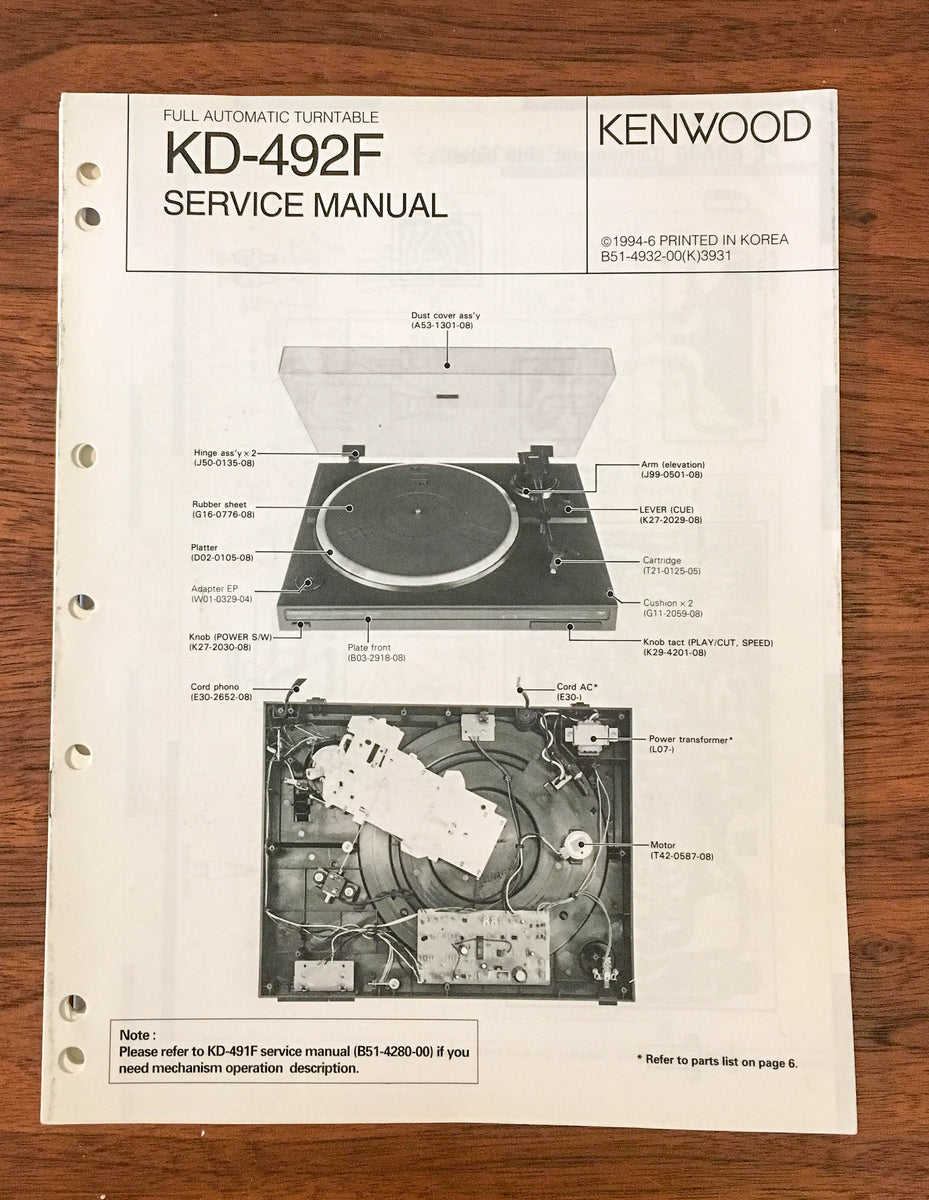 FULL AUTOMATIC TURNTABLE
KD-492F
SERVICE MANUAL
KENWOOD
©1994-6 PRINTED IN KOREA
B51-4932-00(K)3931
Dust cover ass'y
(A53-1301-08)
Hinge ass'y × 2
(J50-0135-08)
Arm (elevation)
(J99-0501-08)
Rubber sheet
(G16-0776-08)
LEVER (CUE)
(K27-2029-08)
Platter
(D02-0105-08)
Cartridge
(T21-0125-05)
Adapter EP
(W01-0329-04)
Cushion × 2
(G11-2059-08)
Knob (POWER S/W)
(K27-2030-08)
Plate front
(B03-2918-08)
Knob tact (PLAY/CUT, SPEED)
(K29-4201-08)
Cord phono
(E30-2652-08)
Cord AC*
(E30-)
Power transformer*
(L07-)
Motor
(T42-0587-08)
Note :
Please refer to KD-491F service manual (B51-4280-00) if you
need mechanism operation description.
* Refer to parts list on page 6.